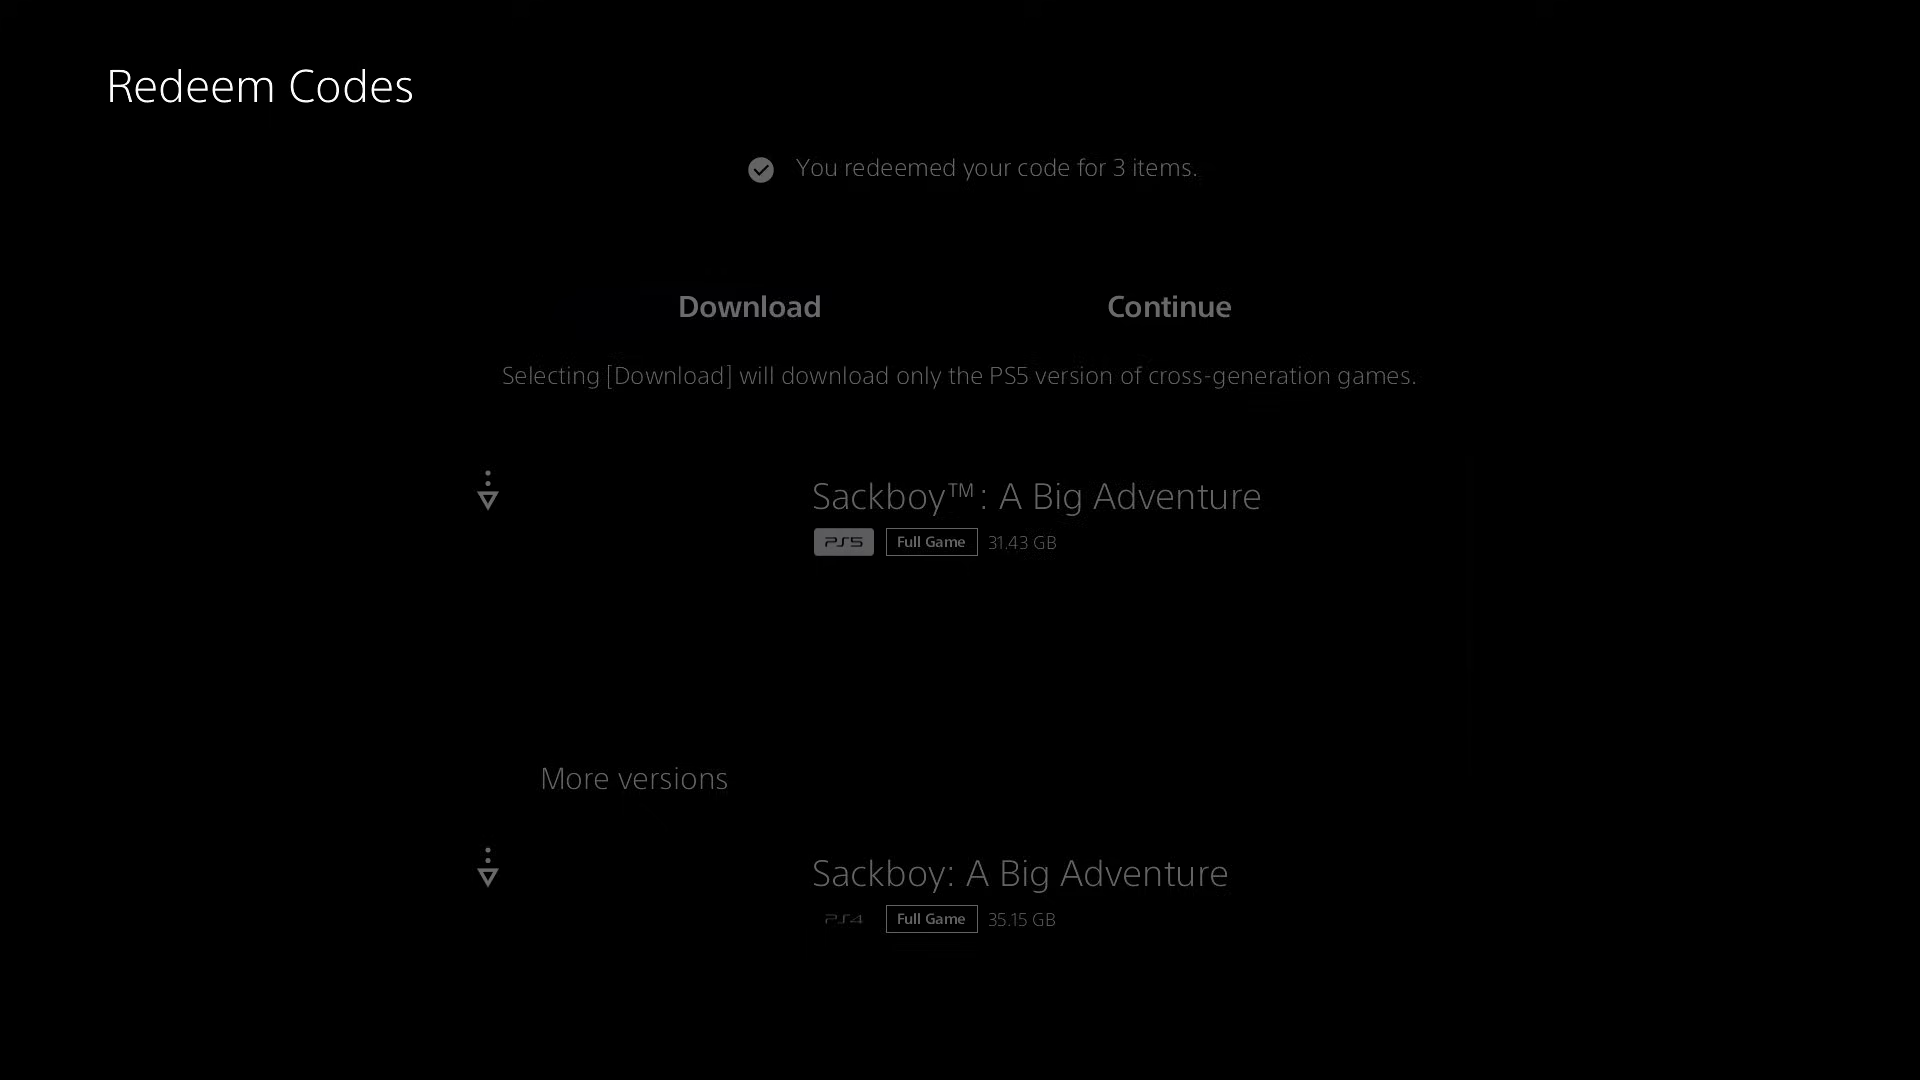 Redeem Codes
You redeemed your code for 3 items.
Download
Continue
Selecting [Download] will download only the PS5 version of cross-generation games.
Sackboy™: A Big Adventure
PS5 Full Game 31.43 GB
More versions
Sackboy: A Big Adventure
PS4 Full Game 35.15 GB